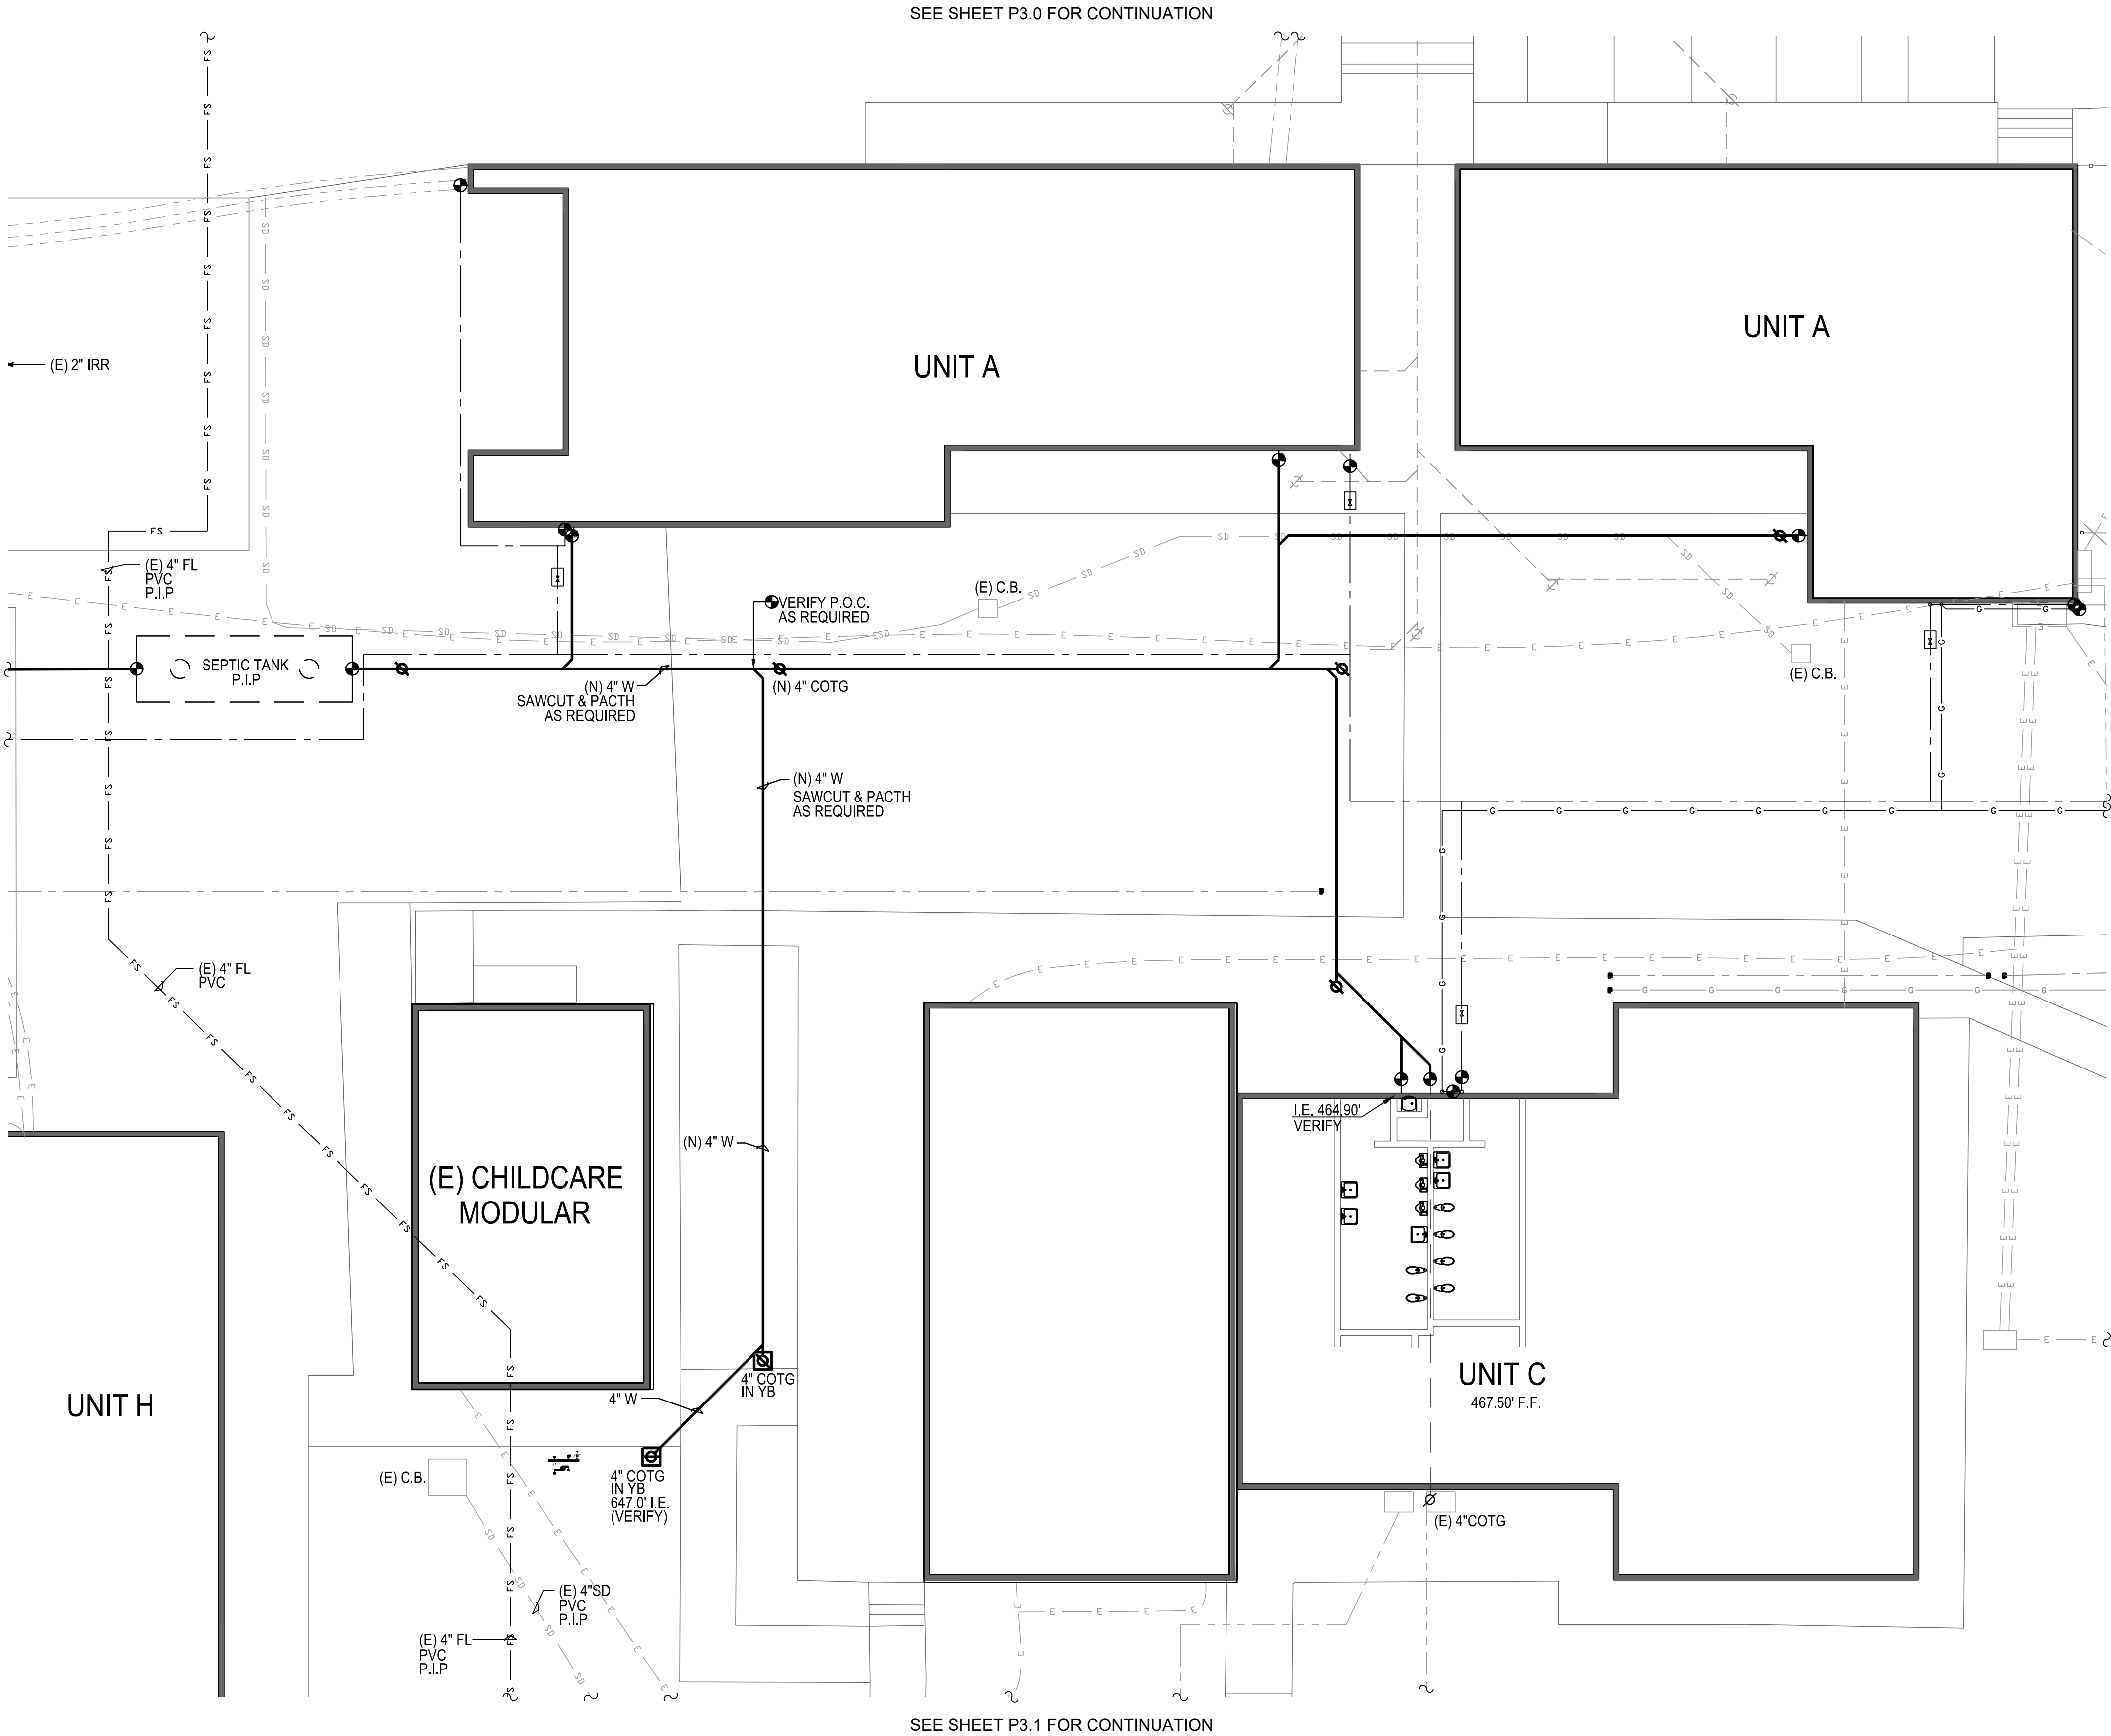 SEE SHEET P3.0 FOR CONTINUATION
UNIT A
UNIT A
(E) 2" IRR
FS
(E) 4" FL
PVC
P.I.P
SEPTIC TANK
P.I.P
VERIFY P.O.C.
AS REQUIRED
(E) C.B.
(E) C.B.
(N) 4" W
SAWCUT & PACTH
AS REQUIRED
(N) 4" COTG
(N) 4" W
SAWCUT & PACTH
AS REQUIRED
G
SD
E
(E) 4" FL
PVC
(N) 4" W
(E) CHILDCARE
MODULAR
I.E. 464.90'
VERIFY
UNIT H
4" COTG
IN YB
4" W
UNIT C
467.50' F.F.
(E) C.B.
4" COTG
IN YB
647.0' I.E.
(VERIFY)
(E) 4"COTG
(E) 4"SD
PVC
P.I.P
(E) 4" FL
PVC
P.I.P
SEE SHEET P3.1 FOR CONTINUATION